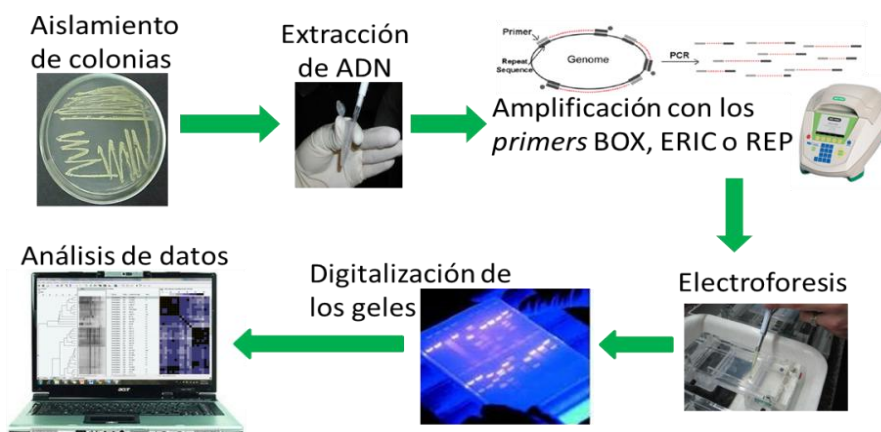 Aislamiento
de colonias
Extracción
de ADN
Primer
Repeat
Sequence
Genome
PCR
Amplificación con los
primers BOX, ERIC o REP
Electroforesis
Digitalización de
los geles
Análisis de datos
acer